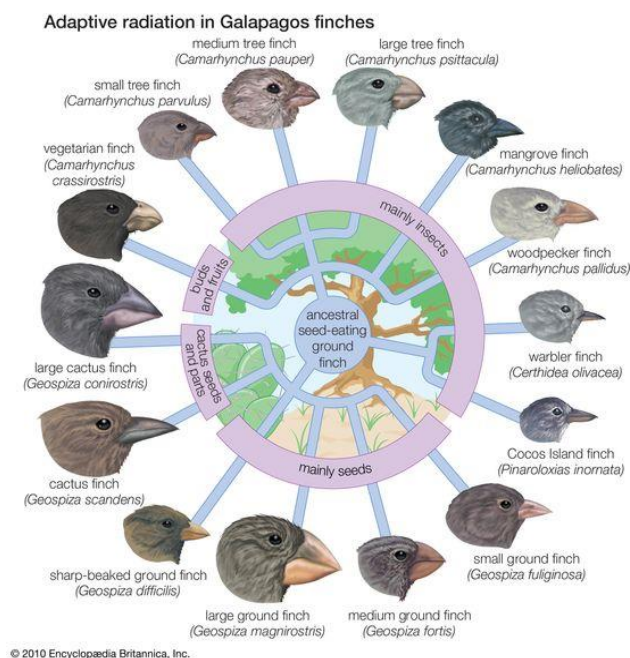 Adaptive radiation in Galapagos finches
medium tree finch
(Camarhynchus pauper)
large tree finch
(Camarhynchus psittacula)
small tree finch
(Camarhynchus parvulus)
mangrove finch
(Camarhynchus heliobates)
vegetarian finch
(Camarhynchus
crassirostris)
woodpecker finch
(Camarhynchus pallidus)
mainly insects
buds
and fruits
ancestral
seed-eating
ground
finch
warbler finch
(Certhidea olivacea)
large cactus finch
(Geospiza conirostris)
cactus seeds
and parts
Cocos Island finch
(Pinaroloxias inornata)
cactus finch
(Geospiza scandens)
mainly seeds
small ground finch
(Geospiza fuliginosa)
sharp-beaked ground finch
(Geospiza difficilis)
large ground finch
(Geospiza magnirostris)
medium ground finch
(Geospiza fortis)
© 2010 Encyclopædia Britannica, Inc.